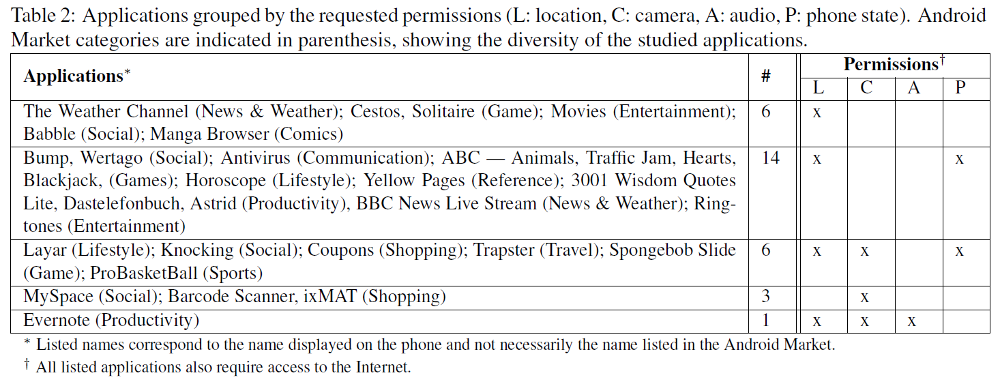 Table 2: Applications grouped by the requested permissions (L: location, C: camera, A: audio, P: phone state). Android
Market categories are indicated in parenthesis, showing the diversity of the studied applications.
Applications* # Permissions†
L C A P
The Weather Channel (News & Weather); Cestos, Solitaire (Game); Movies (Entertainment); 6 x
Babble (Social); Manga Browser (Comics)
Bump, Wertago (Social); Antivirus (Communication); ABC — Animals, Traffic Jam, Hearts, 14 x x
Blackjack, (Games); Horoscope (Lifestyle); Yellow Pages (Reference); 3001 Wisdom Quotes
Lite, Dastelefonbuch, Astrid (Productivity), BBC News Live Stream (News & Weather); Ring-
tones (Entertainment)
Layar (Lifestyle); Knocking (Social); Coupons (Shopping); Trapster (Travel); Spongebob Slide 6 x x x
(Game); ProBasketBall (Sports)
MySpace (Social); Barcode Scanner, ixMAT (Shopping) 3 x
Evernote (Productivity) 1 x x x
* Listed names correspond to the name displayed on the phone and not necessarily the name listed in the Android Market.
† All listed applications also require access to the Internet.